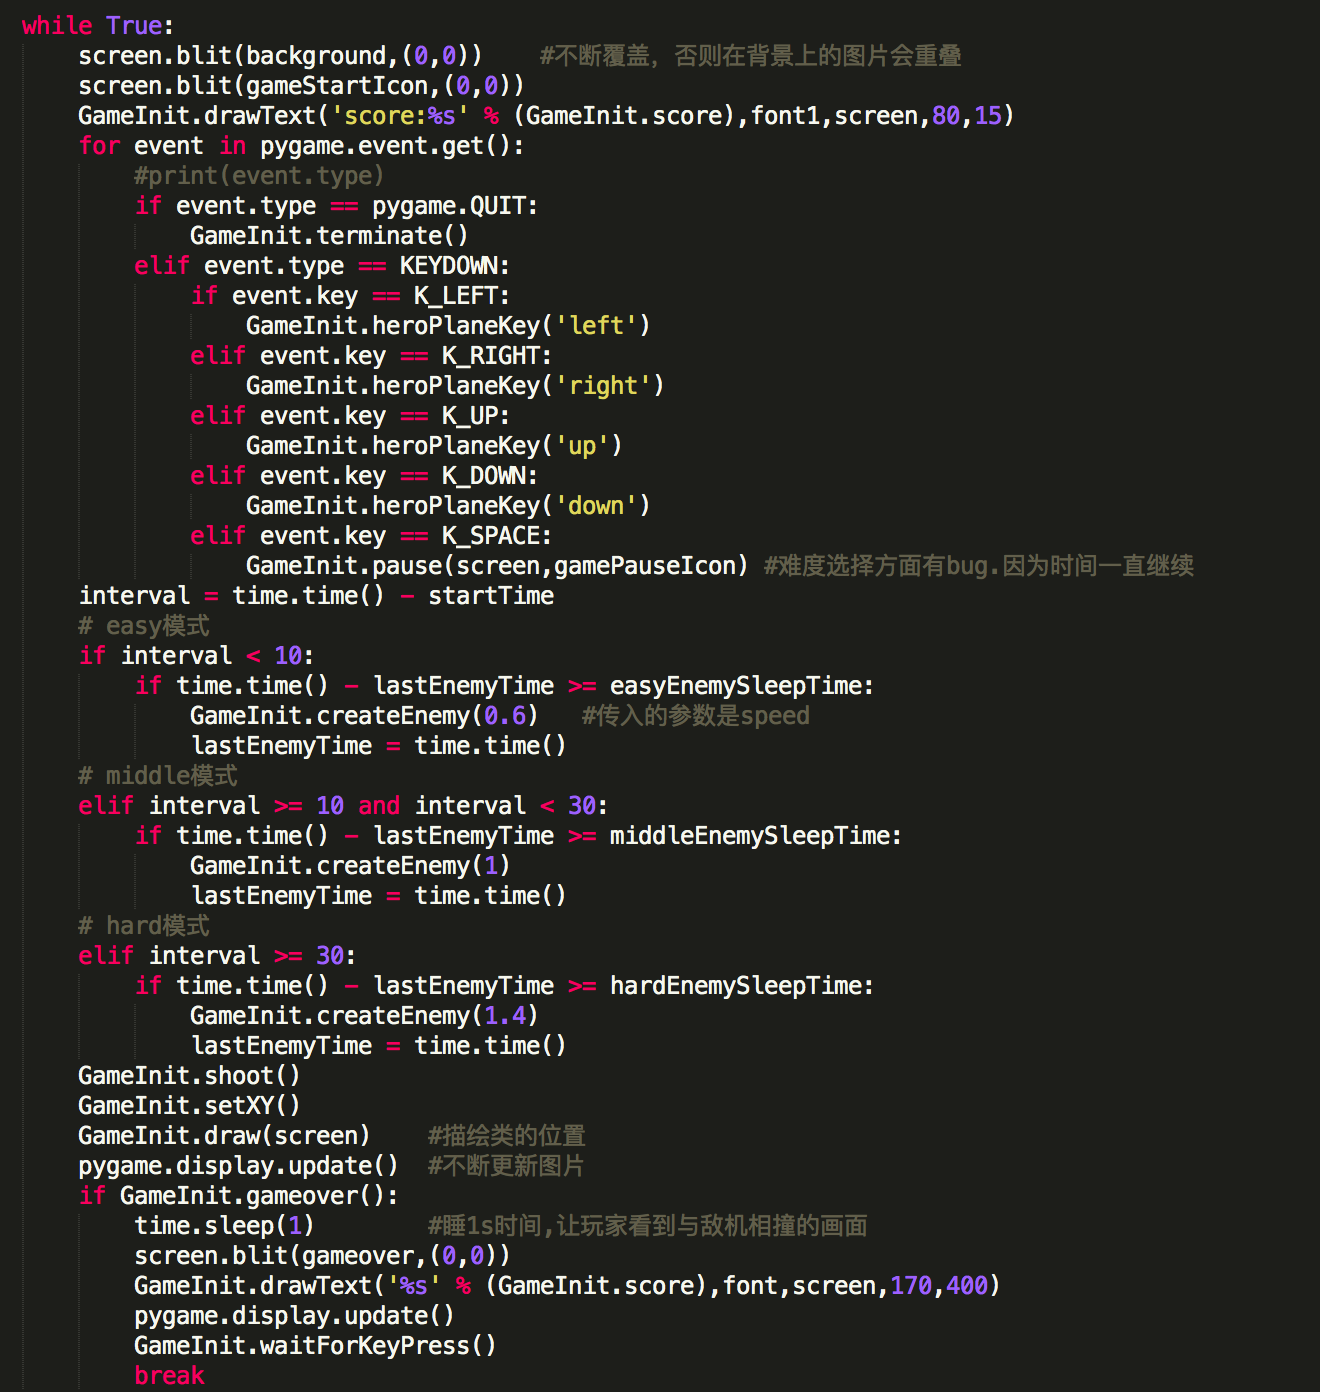 while True:
    screen.blit(background,(0,0))    #不断覆盖，否则在背景上的图片会重叠
    screen.blit(gameStartIcon,(0,0))
    GameInit.drawText('score:%s' % (GameInit.score),font1,screen,80,15)
    for event in pygame.event.get():
        #print(event.type)
        if event.type == pygame.QUIT:
            GameInit.terminate()
        elif event.type == KEYDOWN:
            if event.key == K_LEFT:
                GameInit.heroPlaneKey('left')
            elif event.key == K_RIGHT:
                GameInit.heroPlaneKey('right')
            elif event.key == K_UP:
                GameInit.heroPlaneKey('up')
            elif event.key == K_DOWN:
                GameInit.heroPlaneKey('down')
            elif event.key == K_SPACE:
                GameInit.pause(screen,gamePauseIcon) #难度选择方面有bug.因为时间一直继续
    interval = time.time() - startTime
    # easy模式
    if interval < 10:
        if time.time() - lastEnemyTime >= easyEnemySleepTime:
            GameInit.createEnemy(0.6)   #传入的参数是speed
            lastEnemyTime = time.time()
    # middle模式
    elif interval >= 10 and interval < 30:
        if time.time() - lastEnemyTime >= middleEnemySleepTime:
            GameInit.createEnemy(1)
            lastEnemyTime = time.time()
    # hard模式
    elif interval >= 30:
        if time.time() - lastEnemyTime >= hardEnemySleepTime:
            GameInit.createEnemy(1.4)
            lastEnemyTime = time.time()
    GameInit.shoot()
    GameInit.setXY()
    GameInit.draw(screen)    #描绘类的位置
    pygame.display.update()  #不断更新图片
    if GameInit.gameover():
        time.sleep(1)        #睡1s时间,让玩家看到与敌机相撞的画面
        screen.blit(gameover,(0,0))
        GameInit.drawText('%s' % (GameInit.score),font,screen,170,400)
        pygame.display.update()
        GameInit.waitForKeyPress()
        break